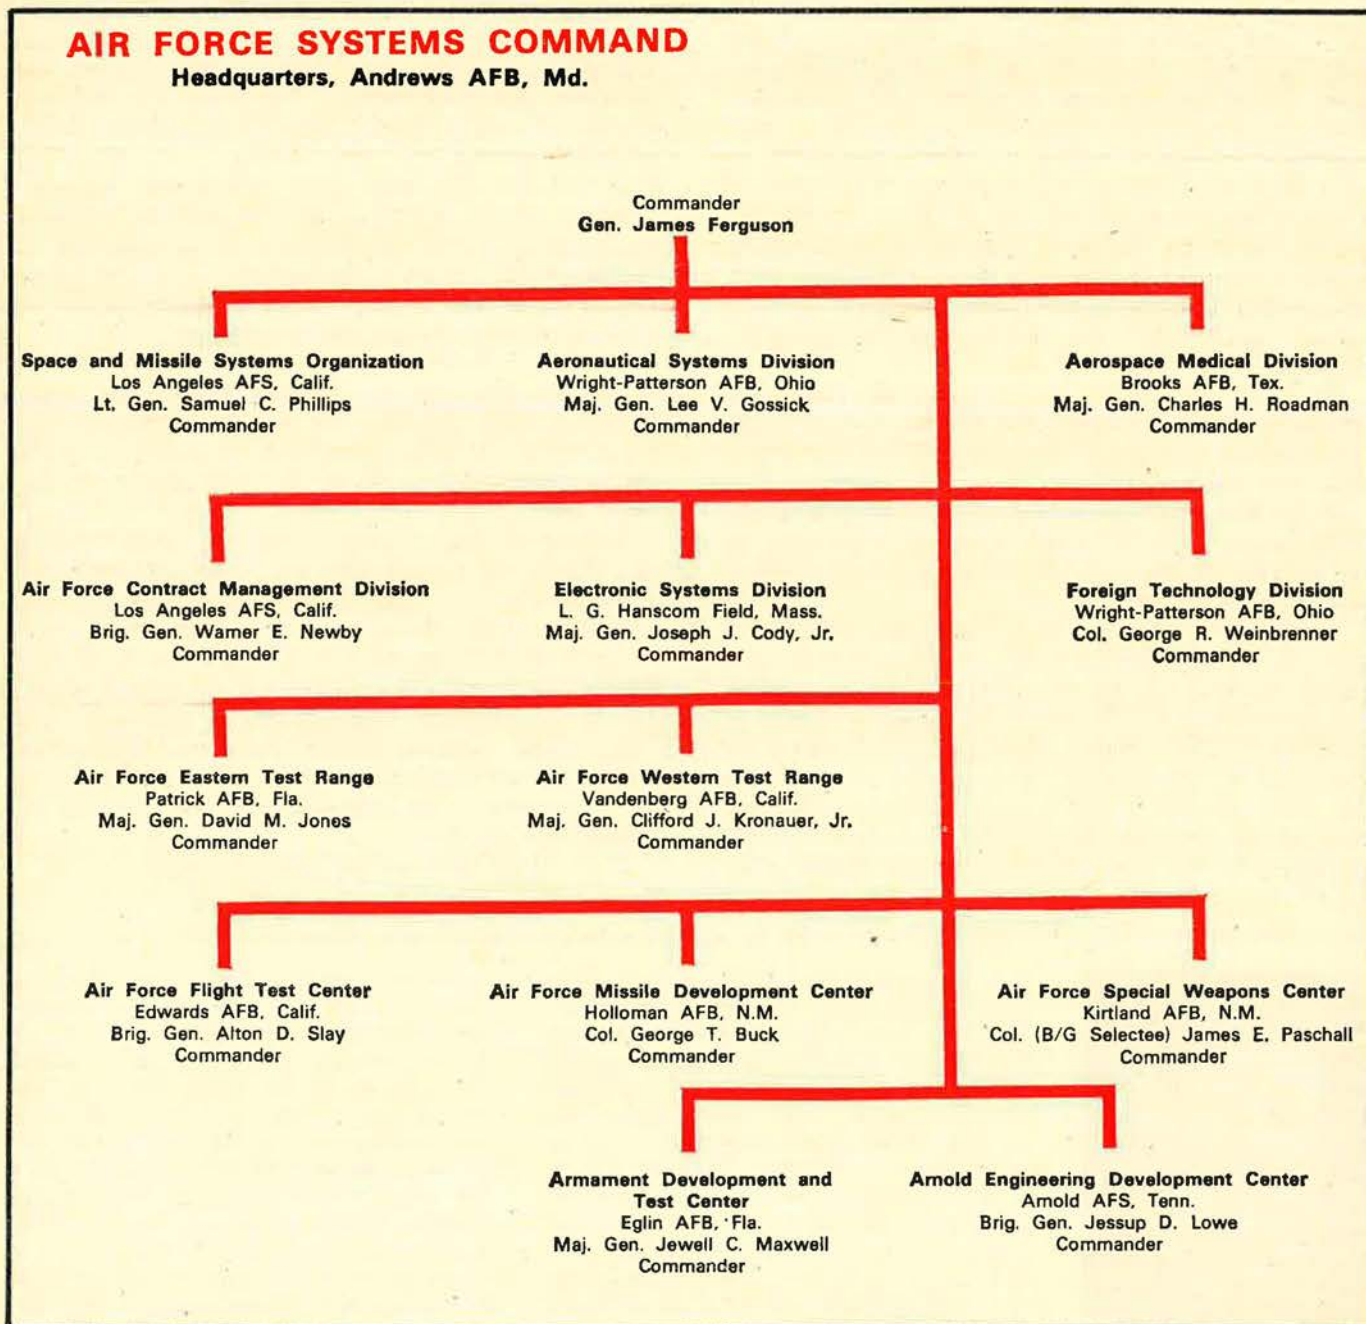 AIR FORCE SYSTEMS COMMAND
Headquarters, Andrews AFB, Md.
Commander
Gen. James Ferguson
Space and Missile Systems Organization
Los Angeles AFS, Calif.
Lt. Gen. Samuel C. Phillips
Commander
Aeronautical Systems Division
Wright-Patterson AFB, Ohio
Maj. Gen. Lee V. Gossick
Commander
Aerospace Medical Division
Brooks AFB, Tex.
Maj. Gen. Charles H. Roadman
Commander
Air Force Contract Management Division
Los Angeles AFS, Calif.
Brig. Gen. Warner E. Newby
Commander
Electronic Systems Division
L. G. Hanscom Field, Mass.
Maj. Gen. Joseph J. Cody, Jr.
Commander
Foreign Technology Division
Wright-Patterson AFB, Ohio
Col. George R. Weinbrenner
Commander
Air Force Eastern Test Range
Patrick AFB, Fla.
Maj. Gen. David M. Jones
Commander
Air Force Western Test Range
Vandenberg AFB, Calif.
Maj. Gen. Clifford J. Kronauer, Jr.
Commander
Air Force Flight Test Center
Edwards AFB, Calif.
Brig. Gen. Alton D. Slay
Commander
Air Force Missile Development Center
Holloman AFB, N.M.
Col. George T. Buck
Commander
Air Force Special Weapons Center
Kirtland AFB, N.M.
Col. (B/G Selectee) James E. Paschall
Commander
Armament Development and
Test Center
Eglin AFB, Fla.
Maj. Gen. Jewell C. Maxwell
Commander
Arnold Engineering Development Center
Arnold AFS, Tenn.
Brig. Gen. Jessup D. Lowe
Commander